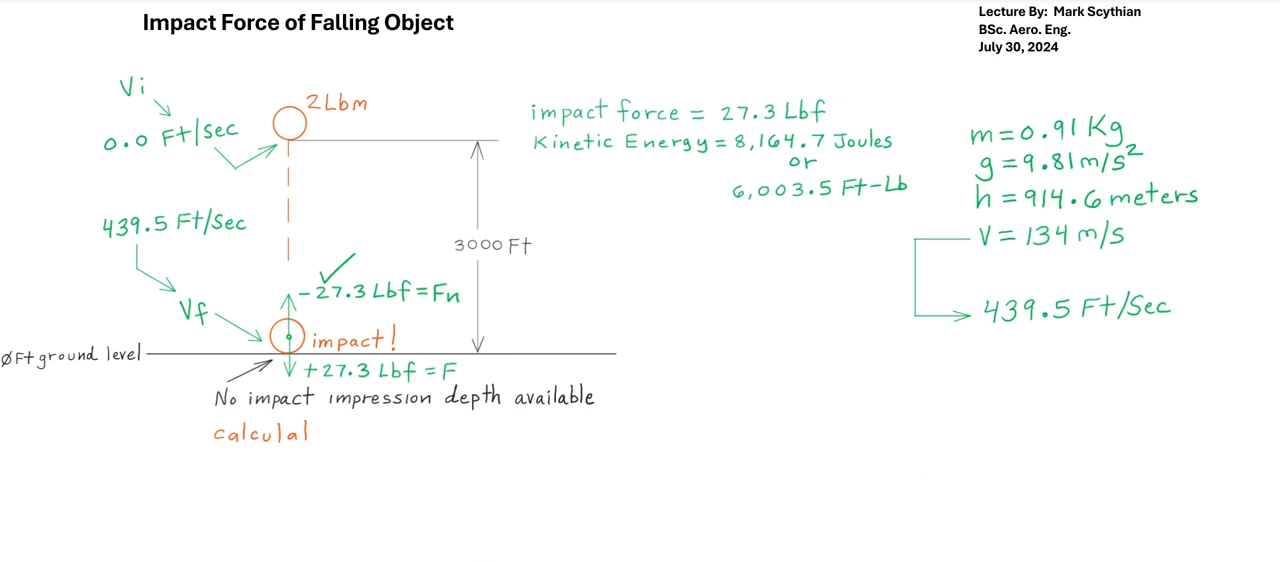 Impact Force of Falling Object
Lecture By: Mark Scythian
BSc. Aero. Eng.
July 30, 2024
Vi
0.0 Ft/sec
2Lbm
439.5 Ft/Sec
Vf
3000 Ft
-27.3 Lbf = Fn
impact!
ØFt ground level
+27.3 Lbf = F
No impact impression depth available
calculal
impact force = 27.3 Lbf
Kinetic Energy = 8,164.7 Joules
or
6,003.5 Ft-Lb
m=0.91 Kg
g=9.81m/s²
h=914.6 meters
V=134 m/s
439.5 Ft/Sec